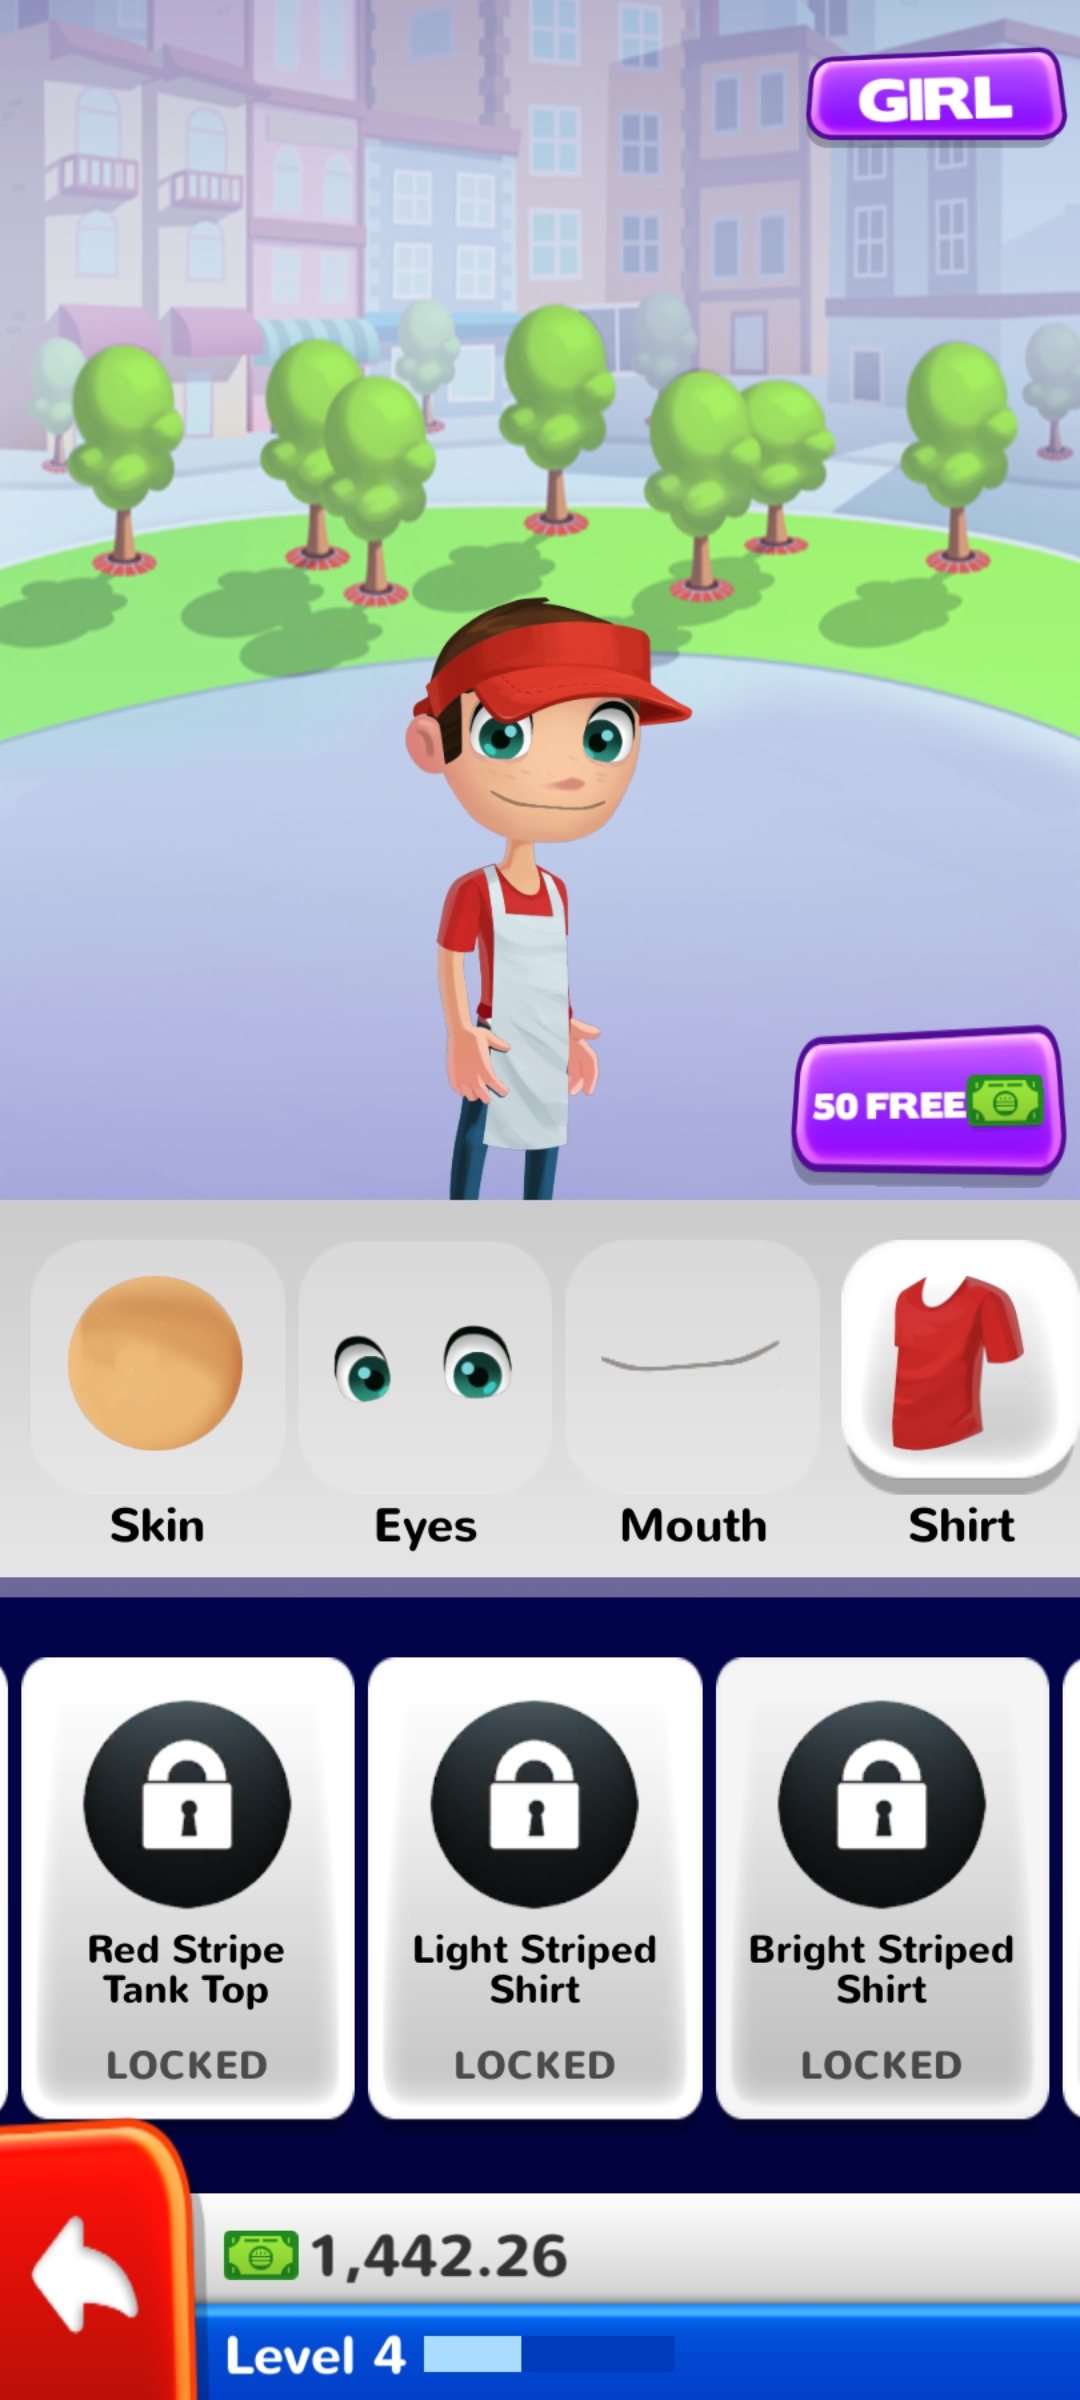 GIRL
50 FREE
Skin
Eyes
Mouth
Shirt
Red Stripe
Tank Top
LOCKED
Light Striped
Shirt
LOCKED
Bright Striped
Shirt
LOCKED
1,442.26
Level 4